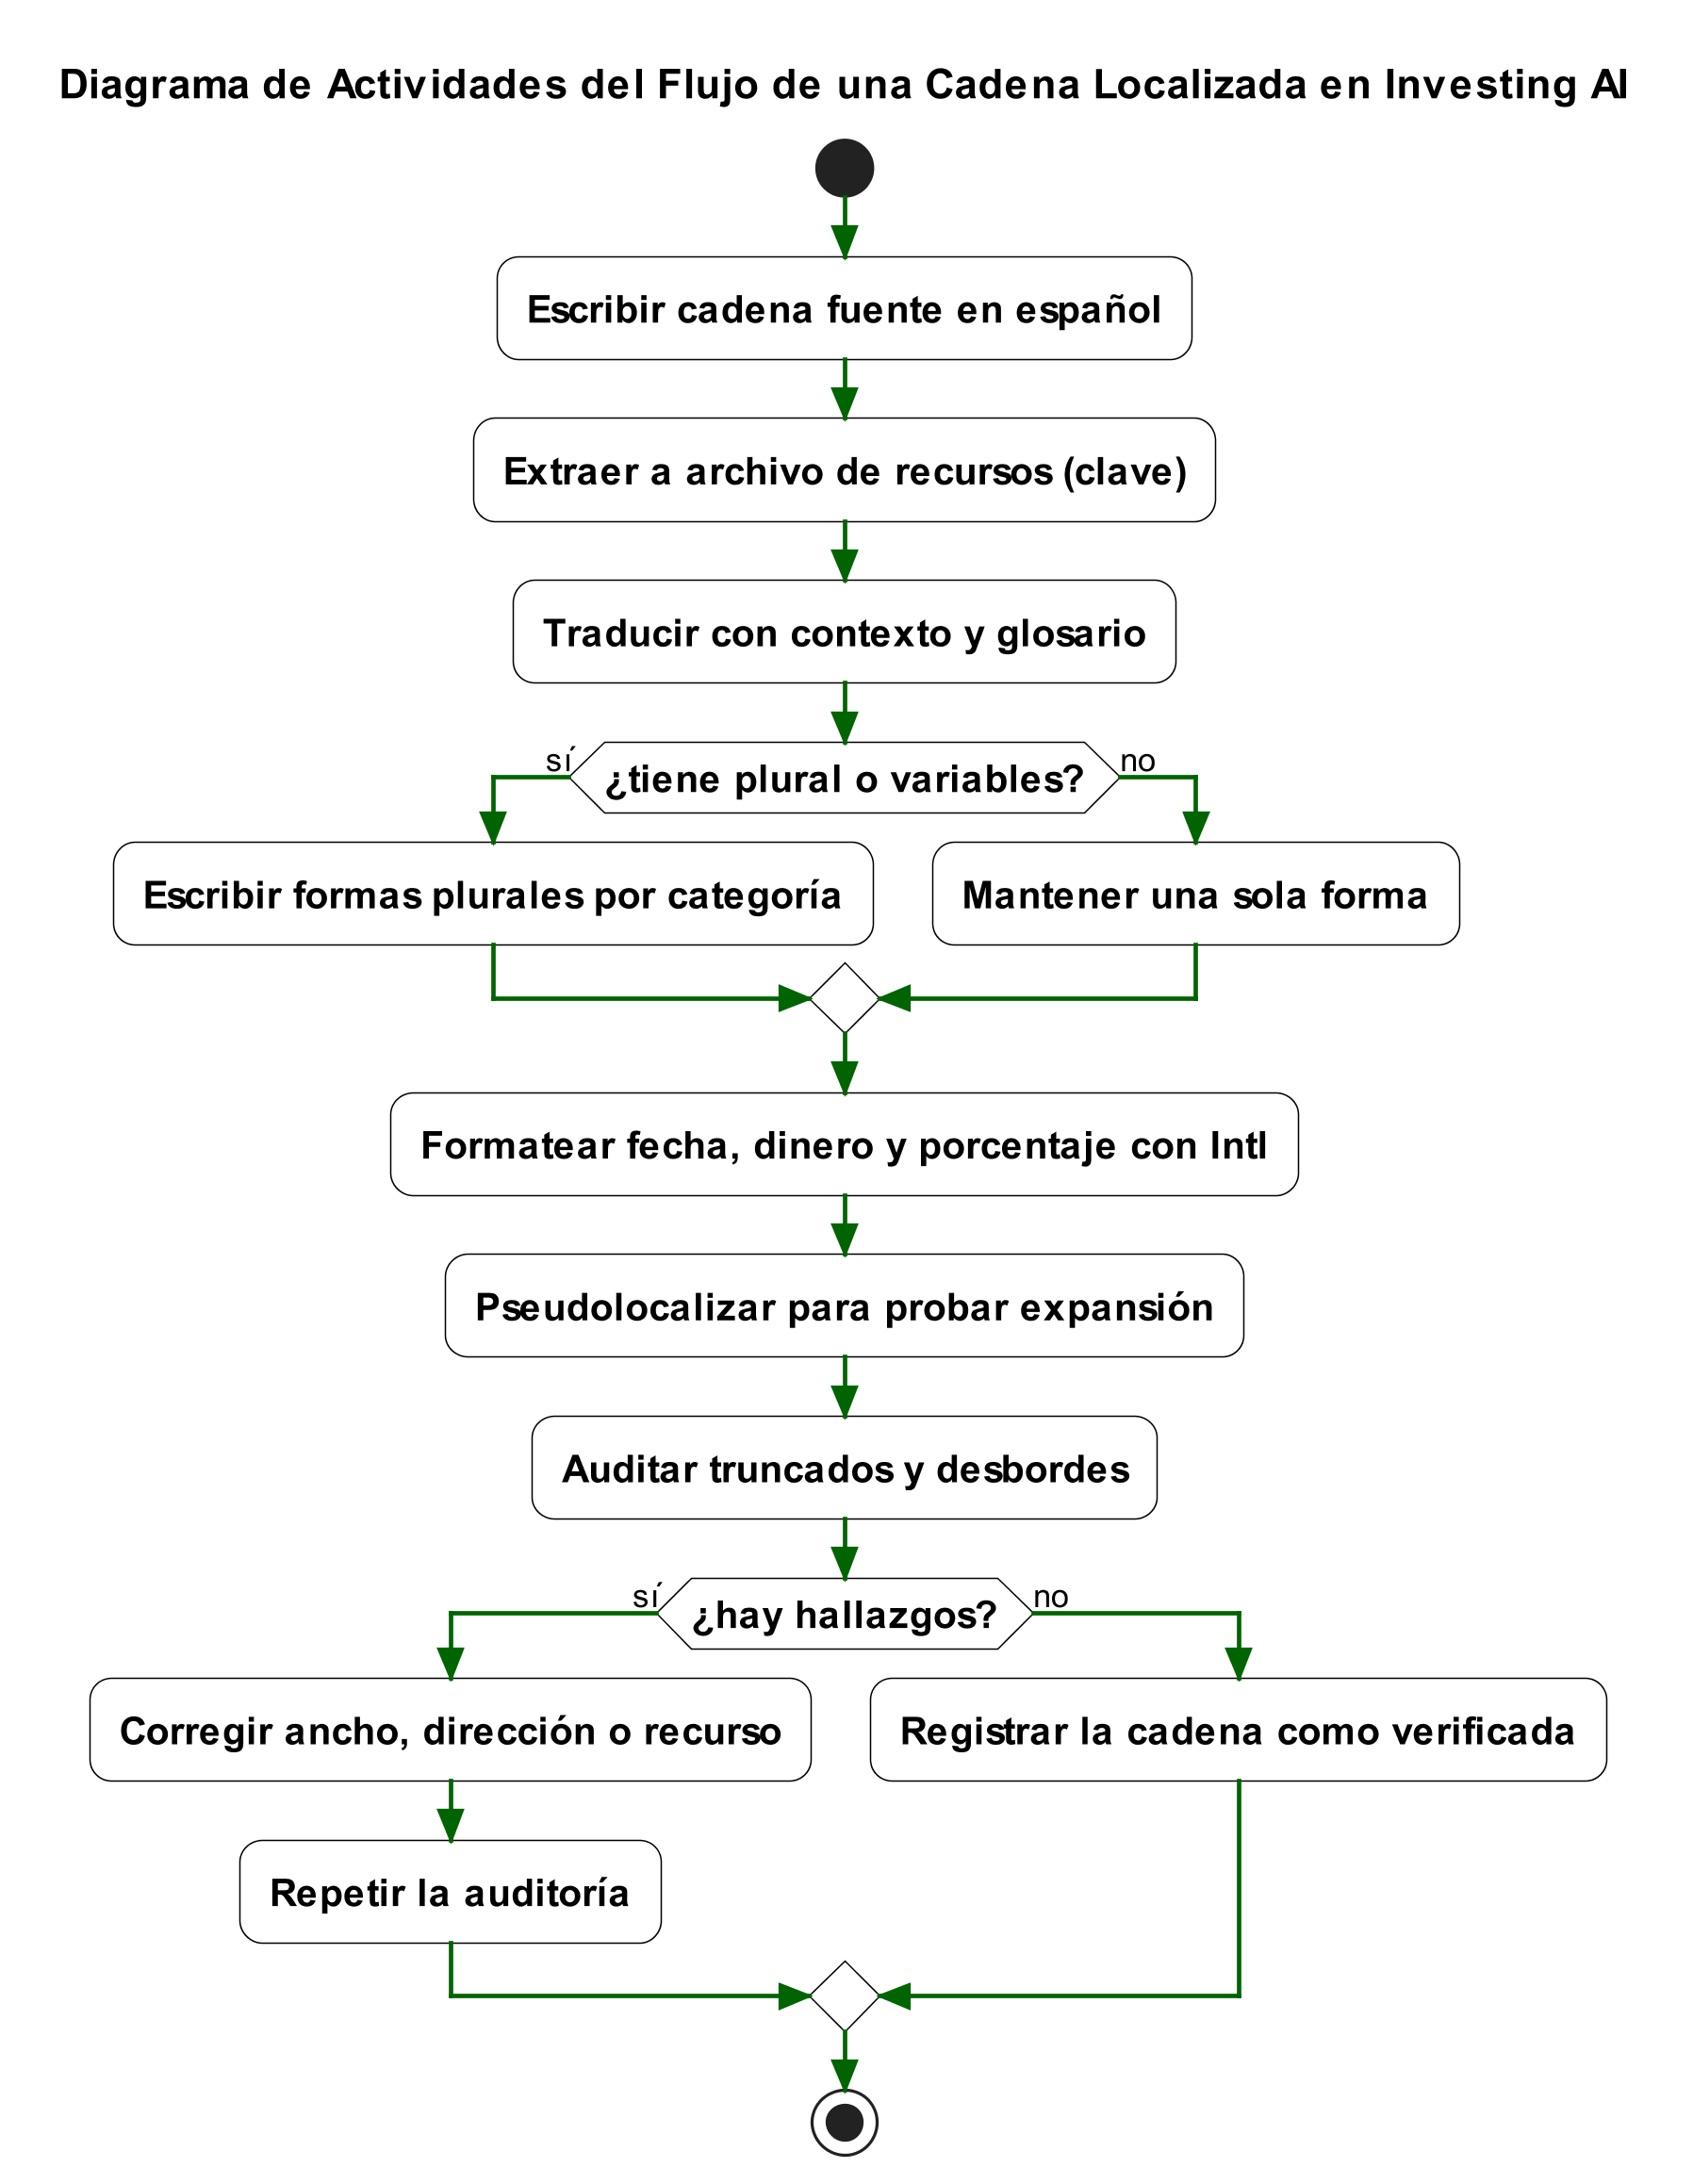 Diagrama de Actividades del Flujo de una Cadena Localizada en Investing AI
Escribir cadena fuente en español
Extraer a archivo de recursos (clave)
Traducir con contexto y glosario
sí
¿tiene plural o variables?
no
Escribir formas plurales por categoría
Mantener una sola forma
Formatear fecha, dinero y porcentaje con Intl
Pseudolocalizar para probar expansión
Auditar truncados y desbordes
sí
¿hay hallazgos?
no
Corregir ancho, dirección o recurso
Registrar la cadena como verificada
Repetir la auditoría